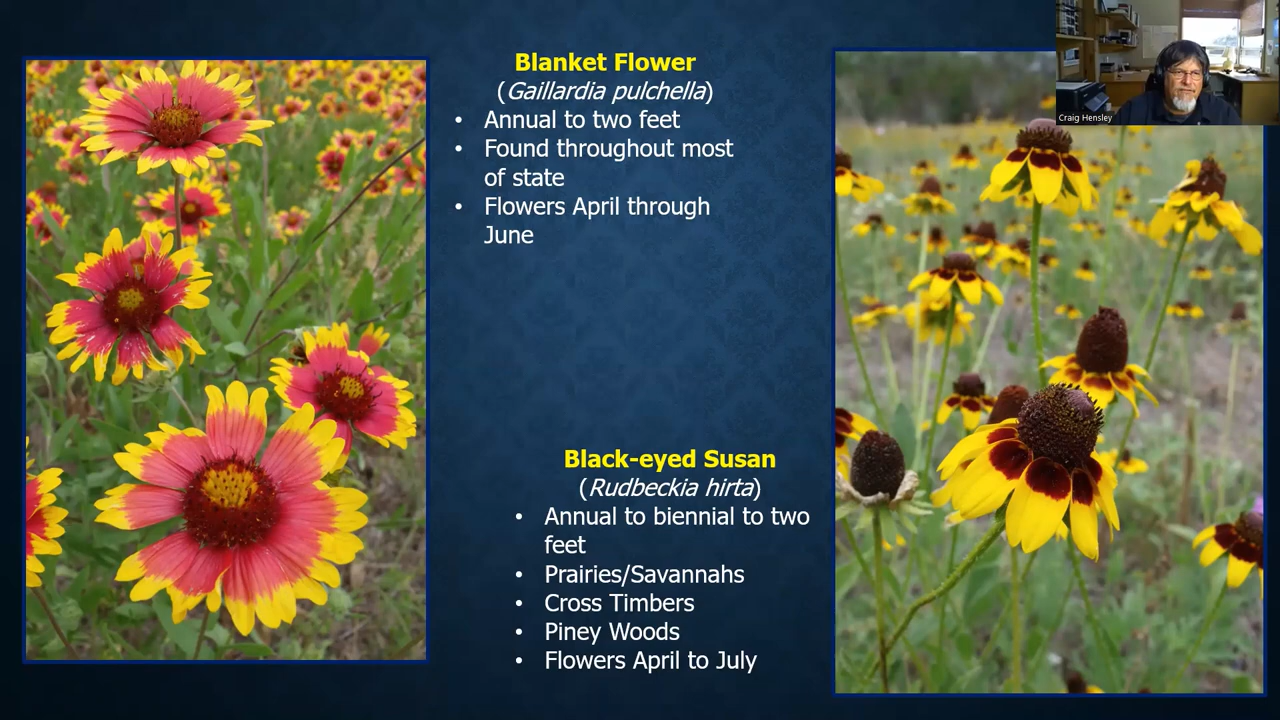 Blanket Flower
(Gaillardia pulchella)
• Annual to two feet
• Found throughout most
of state
• Flowers April through
June
Black-eyed Susan
(Rudbeckia hirta)
• Annual to biennial to two
feet
• Prairies/Savannahs
• Cross Timbers
• Piney Woods
• Flowers April to July
Craig Hensley